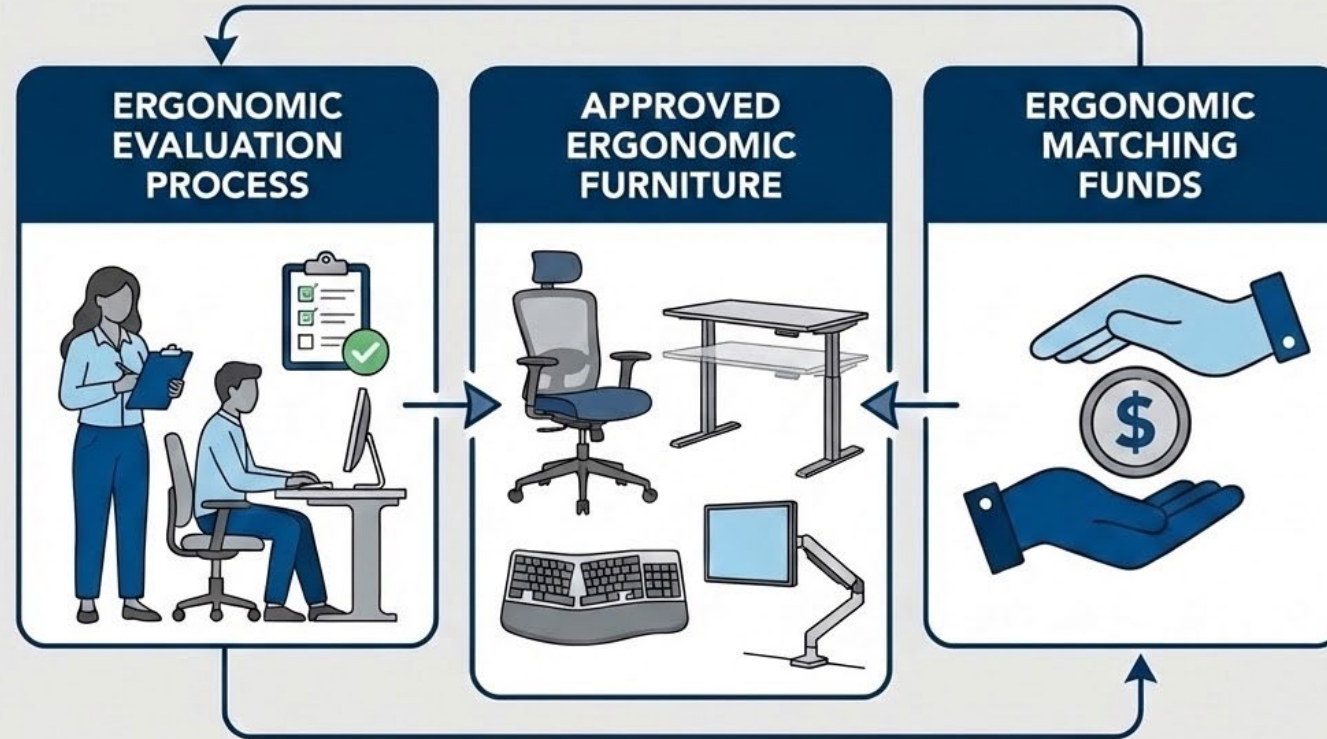 ERGONOMIC
EVALUATION
PROCESS
APPROVED
ERGONOMIC
FURNITURE
ERGONOMIC
MATCHING
FUNDS
$